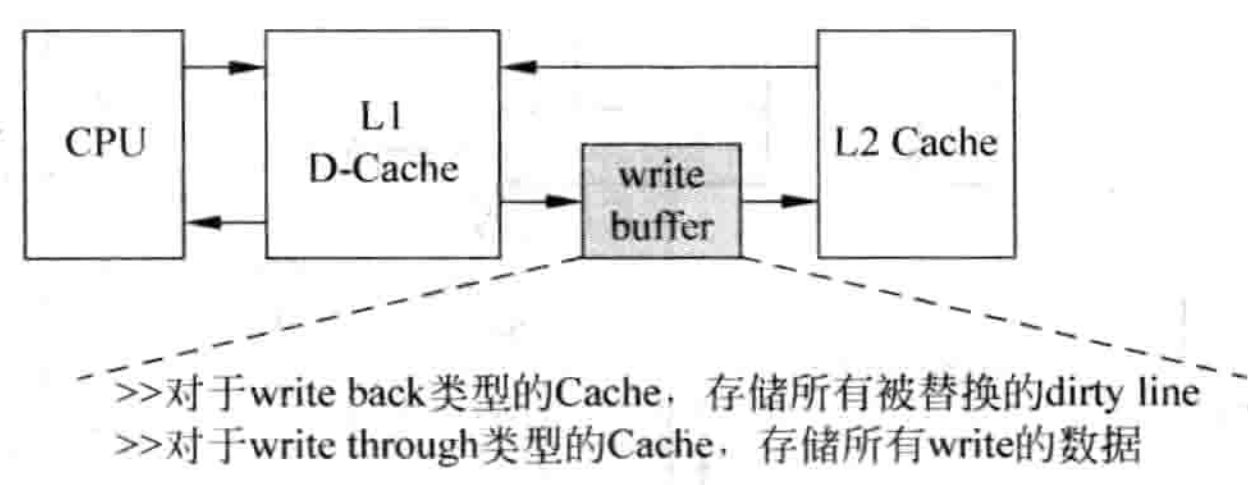 CPU
L1
D-Cache
write
buffer
L2 Cache
>>对于write back类型的Cache，存储所有被替换的dirty line
>>对于write through类型的Cache，存储所有write的数据